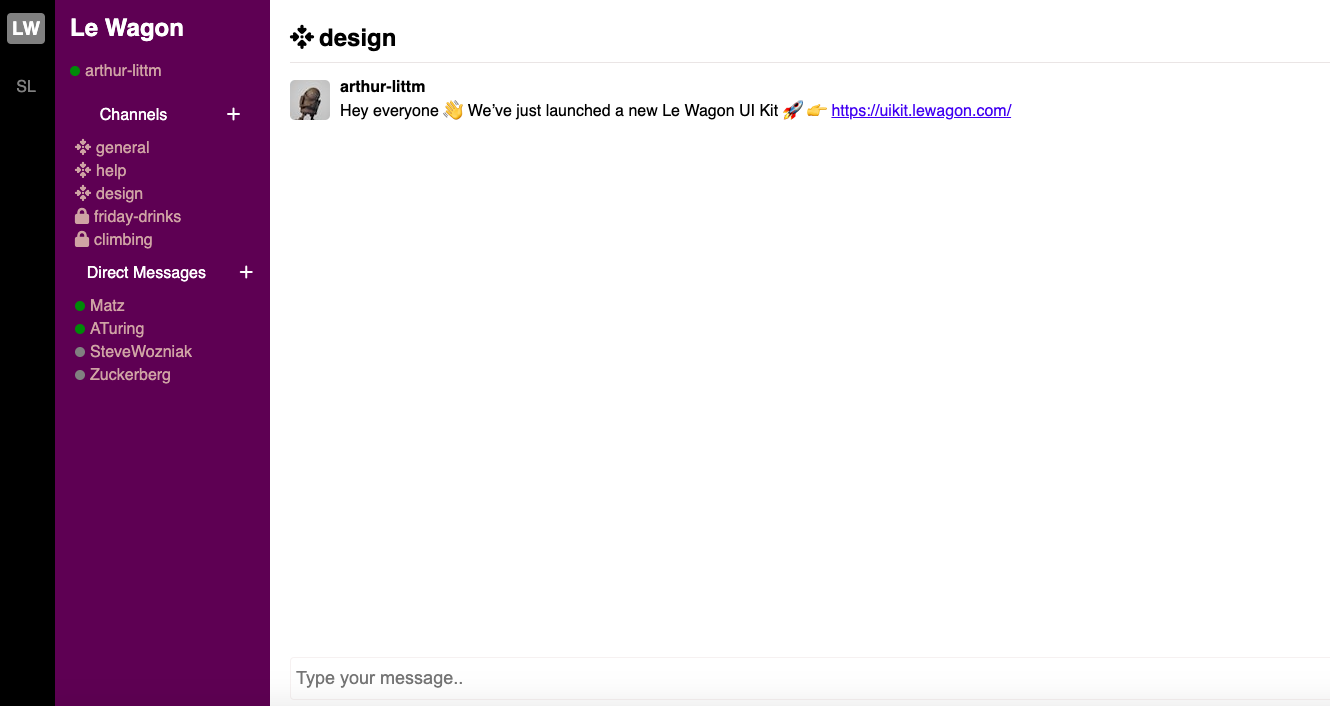 LW
SL
Le Wagon
arthur-littm
Channels +
general
help
design
friday-drinks
climbing
Direct Messages +
Matz
ATuring
SteveWozniak
Zuckerberg
design
arthur-littm
Hey everyone 👋 We’ve just launched a new Le Wagon UI Kit 🚀 👉 https://uikit.lewagon.com/
Type your message..